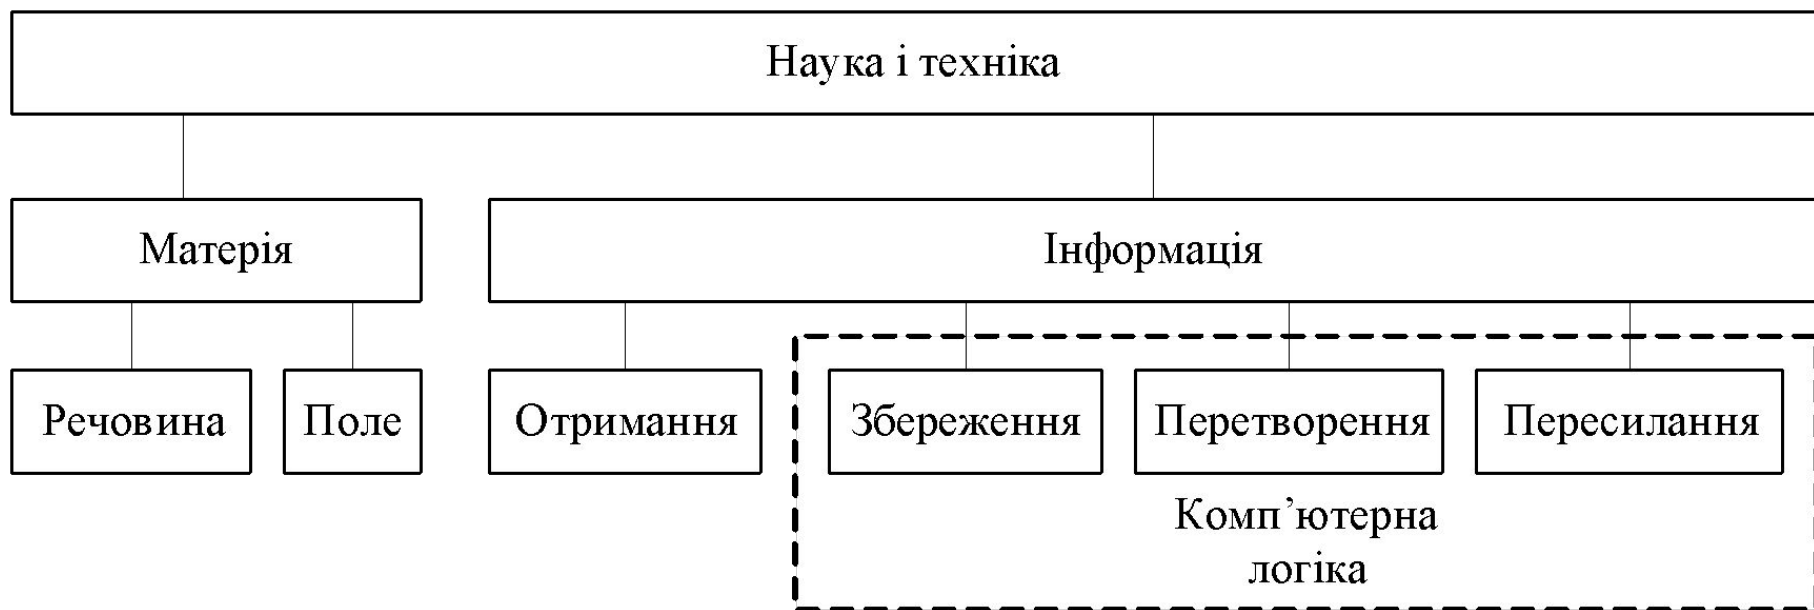 Наука і техніка
Матерія
Інформація
Речовина
Поле
Отримання
Збереження
Перетворення
Пересилання
Комп’ютерна
логіка